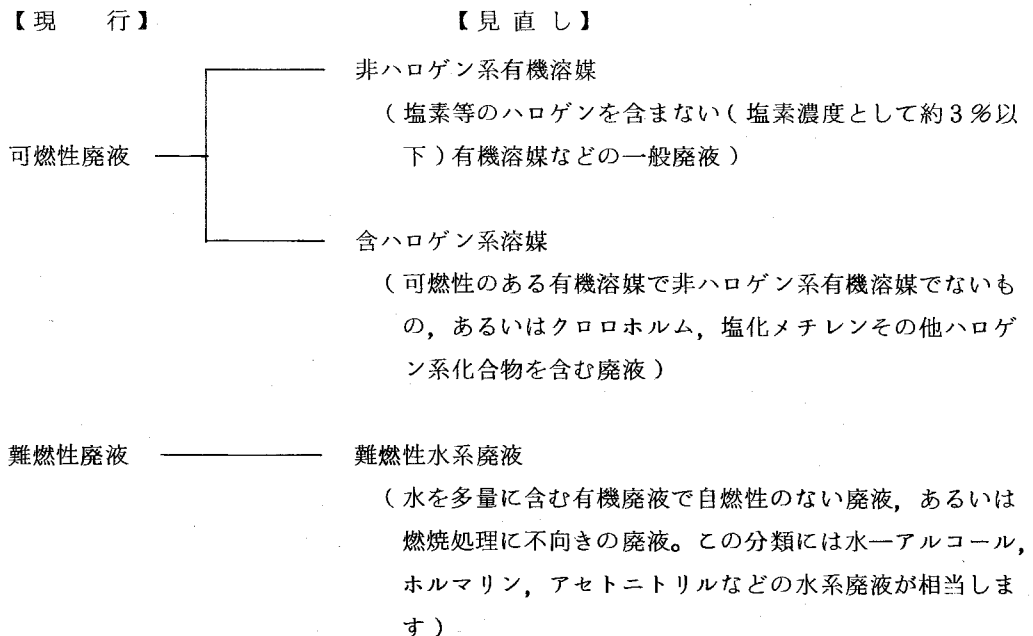 【現　　行】　　【見 直 し】
非ハロゲン系有機溶媒
（塩素等のハロゲンを含まない（塩素濃度として約３％以
可燃性廃液　下）有機溶媒などの一般廃液）
含ハロゲン系溶媒
（可燃性のある有機溶媒で非ハロゲン系有機溶媒でないも
の，あるいはクロロホルム，塩化メチレンその他ハロゲ
ン系化合物を含む廃液）
難燃性廃液　難燃性水系廃液
（水を多量に含む有機廃液で自燃性のない廃液，あるいは
燃焼処理に不向きの廃液。この分類には水―アルコール，
ホルマリン，アセトニトリルなどの水系廃液が相当しま
す）